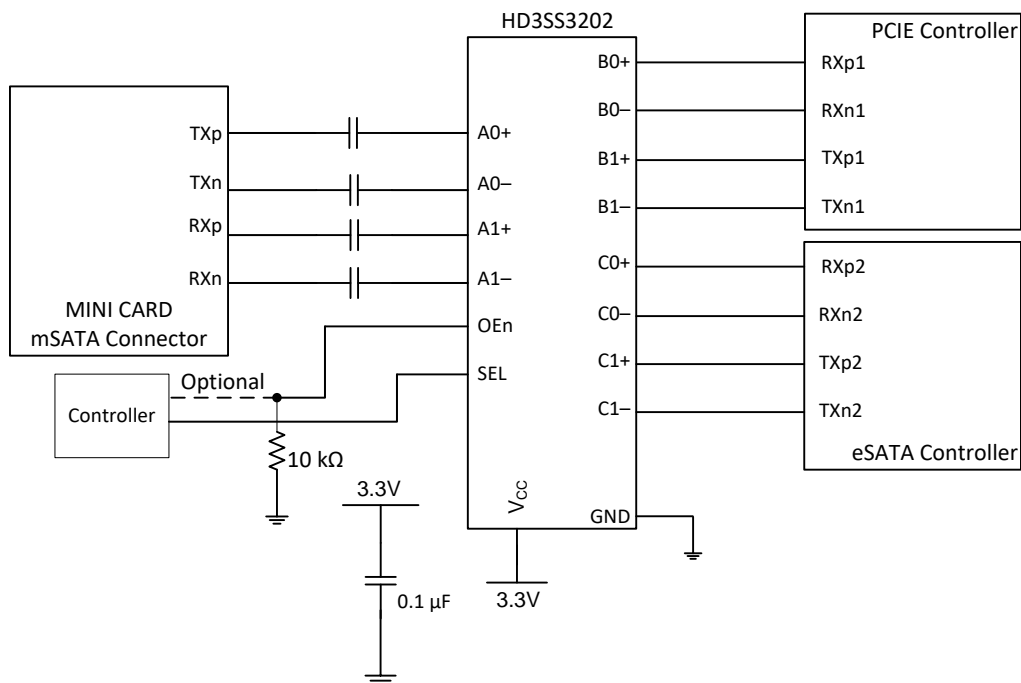 HD3SS3202
MINI CARD
mSATA Connector
TXp
TXn
RXp
RXn
A0+
A0–
A1+
A1–
OEn
SEL
B0+
B0–
B1+
B1–
C0+
C0–
C1+
C1–
GND
VCC
3.3V
PCIE Controller
RXp1
RXn1
TXp1
TXn1
RXp2
RXn2
TXp2
TXn2
eSATA Controller
Controller
Optional
10 kΩ
3.3V
0.1 µF